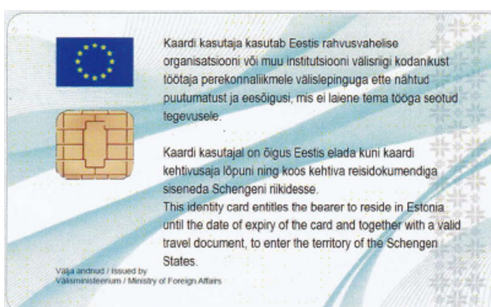 Kaardi kasutaja kasutab Eestis rahvusvahelise
organisatsiooni või muu institutsiooni välisriigi kodanikust
töötaja perekonnaliikmele välislepinguga ette nähtud
puutumatust ja eesõigusi, mis ei laiene tema tööga seotud
tegevusele.
Kaardi kasutajal on õigus Eestis elada kuni kaardi
kehtivusaja lõpuni ning koos kehtiva reisidokumendiga
siseneda Schengeni riikidesse.
This identity card entitles the bearer to reside in Estonia
until the date of expiry of the card and together with a valid
travel document, to enter the territory of the Schengen
States.
Välja andnud / Issued by
Välisministeerium / Ministry of Foreign Affairs